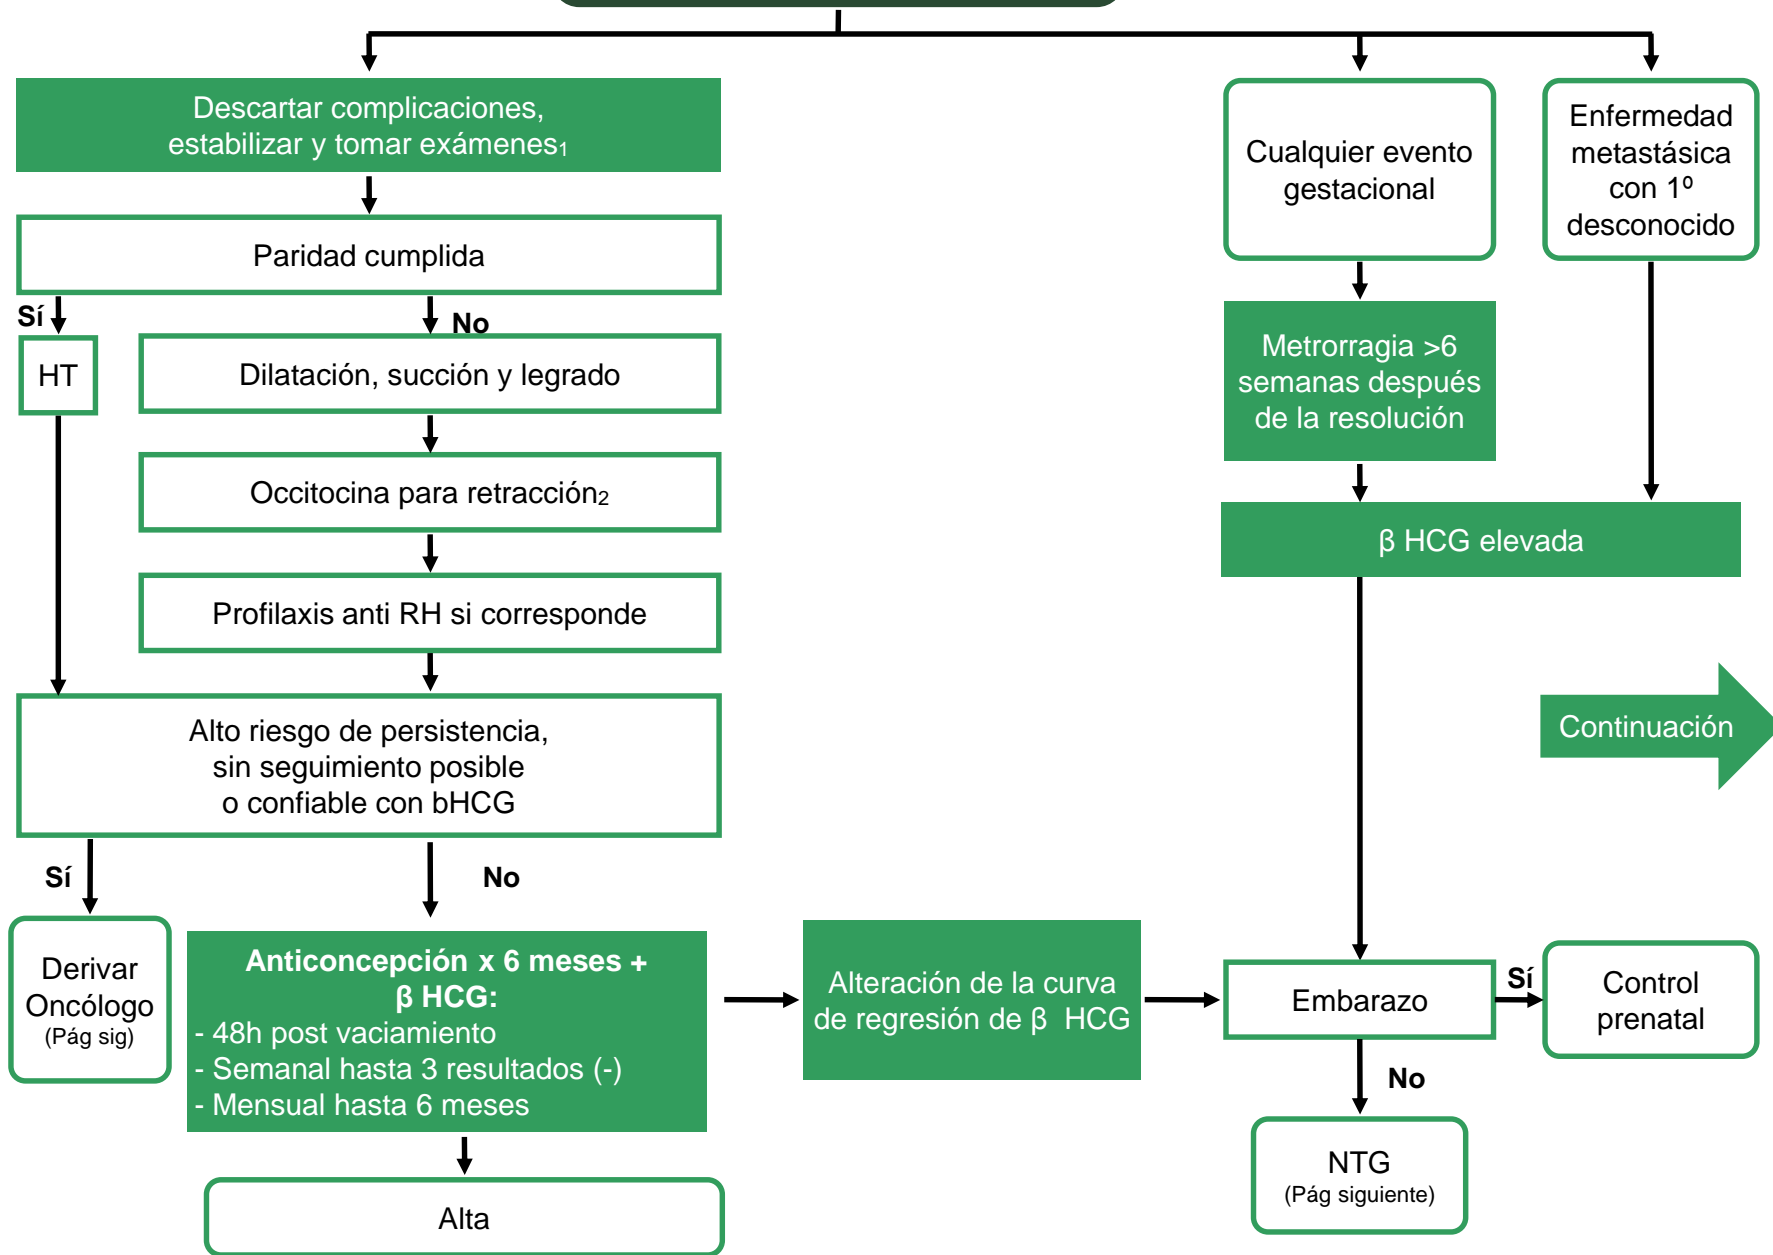 Descartar complicaciones,
estabilizar y tomar exámenes1
Paridad cumplida
Sí
No
HT
Dilatación, succión y legrado
Occitocina para retracción2
Profilaxis anti RH si corresponde
Alto riesgo de persistencia,
sin seguimiento posible
o confiable con bHCG
Sí
No
Derivar
Oncólogo
(Pág sig)
Anticoncepción x 6 meses +
β HCG:
- 48h post vaciamiento
- Semanal hasta 3 resultados (-)
- Mensual hasta 6 meses
Alta
Alteración de la curva
de regresión de β HCG
Cualquier evento
gestacional
Enfermedad
metastásica
con 1º
desconocido
Metrorragia >6
semanas después
de la resolución
β HCG elevada
Continuación
Embarazo
Sí
Control
prenatal
No
NTG
(Pág siguiente)